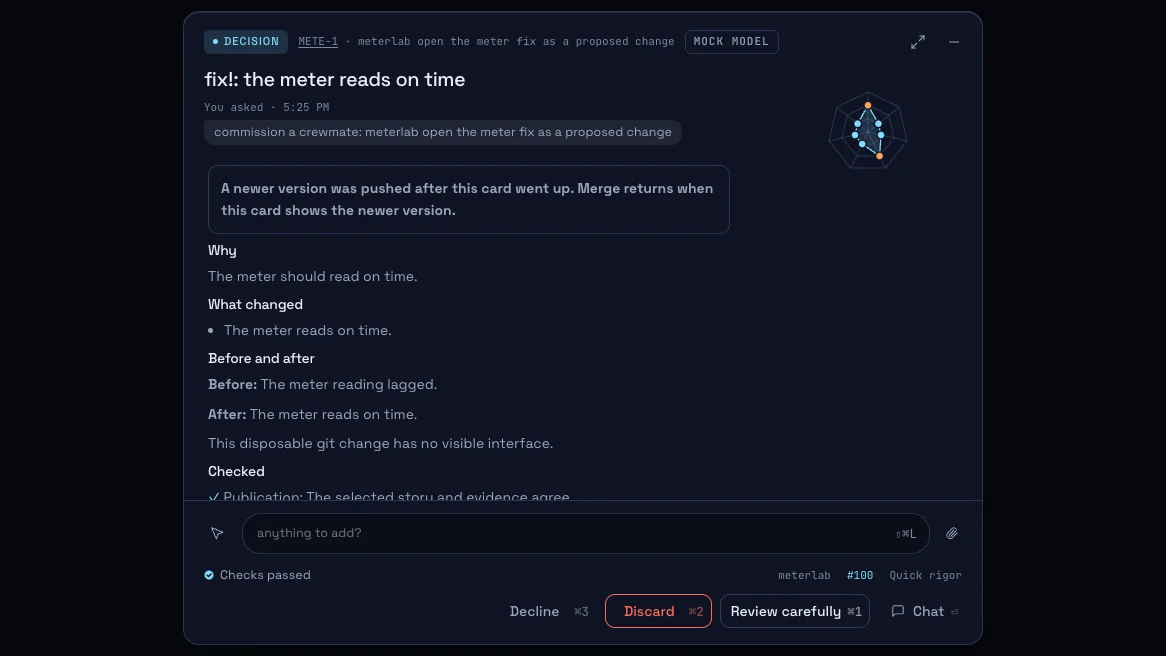 DECISION METE-1 · meterlab open the meter fix as a proposed change MOCK MODEL
fix!: the meter reads on time
You asked · 5:25 PM
commission a crewmate: meterlab open the meter fix as a proposed change
A newer version was pushed after this card went up. Merge returns when
this card shows the newer version.
Why
The meter should read on time.
What changed
• The meter reads on time.
Before and after
Before: The meter reading lagged.
After: The meter reads on time.
This disposable git change has no visible interface.
Checked
✓ Publication: The selected story and evidence agree
anything to add? ⇧⌘L
Checks passed meterlab #100 Quick rigor
Decline ⌘3 Discard ⌘2 Review carefully ⌘1 Chat ⏎